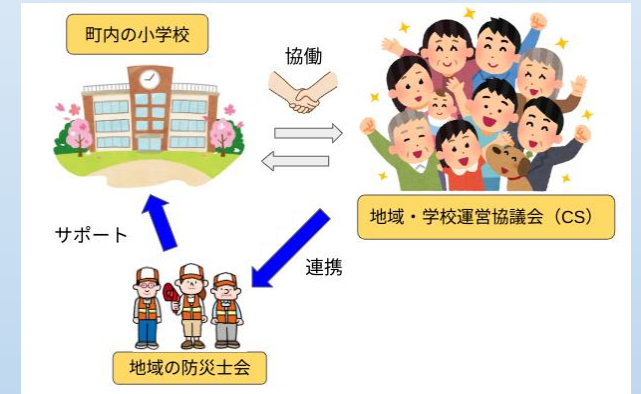 町内の小学校
協働
地域・学校運営協議会（CS）
サポート
連携
地域の防災士会